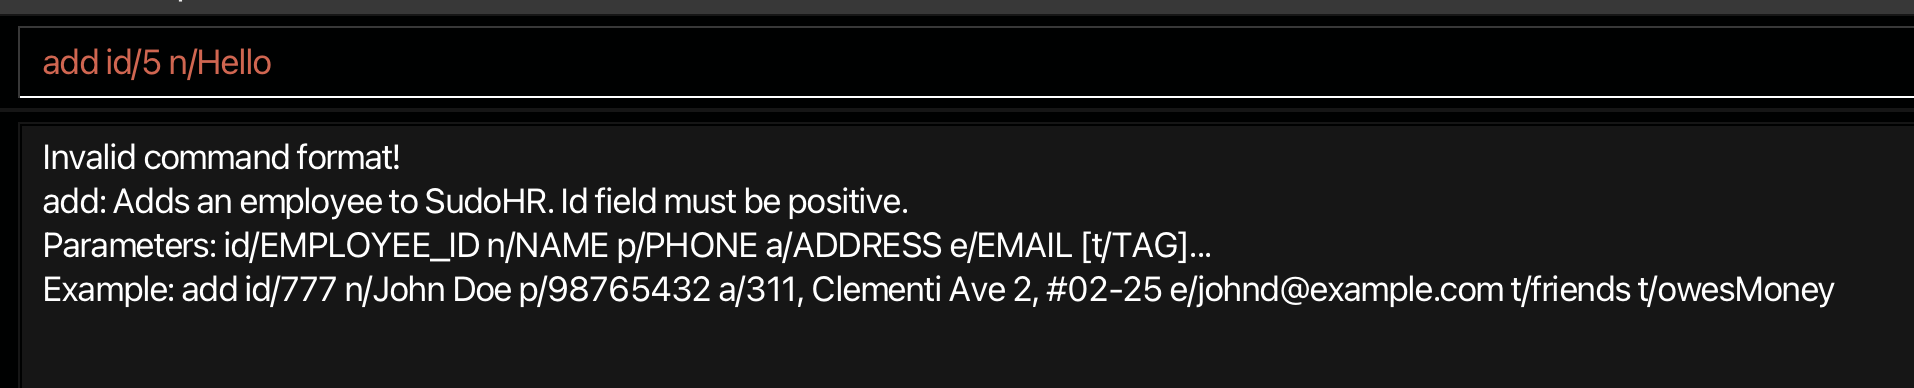 add id/5 n/Hello
Invalid command format!
add: Adds an employee to SudoHR. Id field must be positive.
Parameters: id/EMPLOYEE_ID n/NAME p/PHONE a/ADDRESS e/EMAIL [t/TAG]...
Example: add id/777 n/John Doe p/98765432 a/311, Clementi Ave 2, #02-25 e/johnd@example.com t/friends t/owesMoney